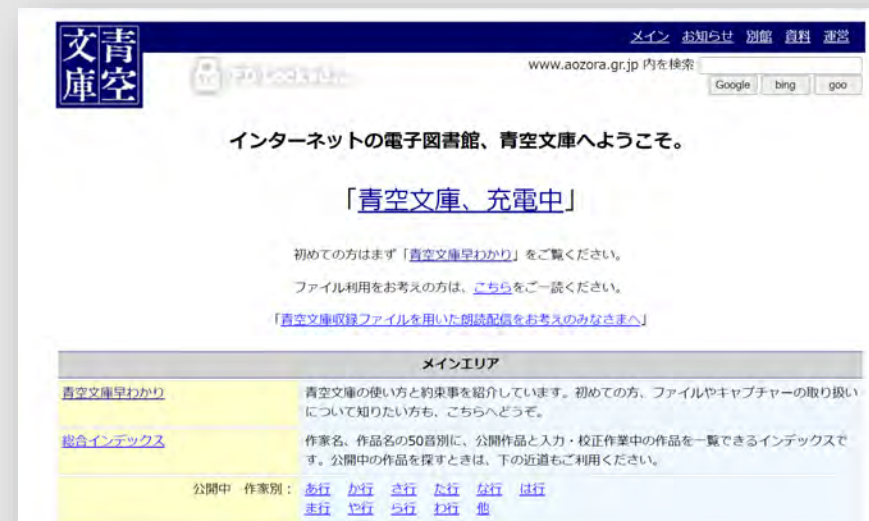 青空文庫
メイン お知らせ 別館 資料 運営
www.aozora.gr.jp 内を検索
Google bing goo
インターネットの電子図書館、青空文庫へようこそ。
「青空文庫、充電中」
初めての方はまず「青空文庫早わかり」をご覧ください。
ファイル利用をお考えの方は、こちらをご一読ください。
「青空文庫収録ファイルを用いた朗読配信をお考えのみなさまへ」
メインエリア
青空文庫早わかり
青空文庫の使い方と約束事を紹介しています。初めての方、ファイルやキャプチャーの取り扱い
について知りたい方も、こちらへどうぞ。
総合インデックス
作家名、作品名の50音別に、公開作品と入力・校正作業中の作品を一覧できるインデックスで
す。公開中の作品を探すときは、下の近道もご利用ください。
公開中 作家別： あ行 か行 さ行 た行 な行 は行
ま行 や行 ら行 わ行 他